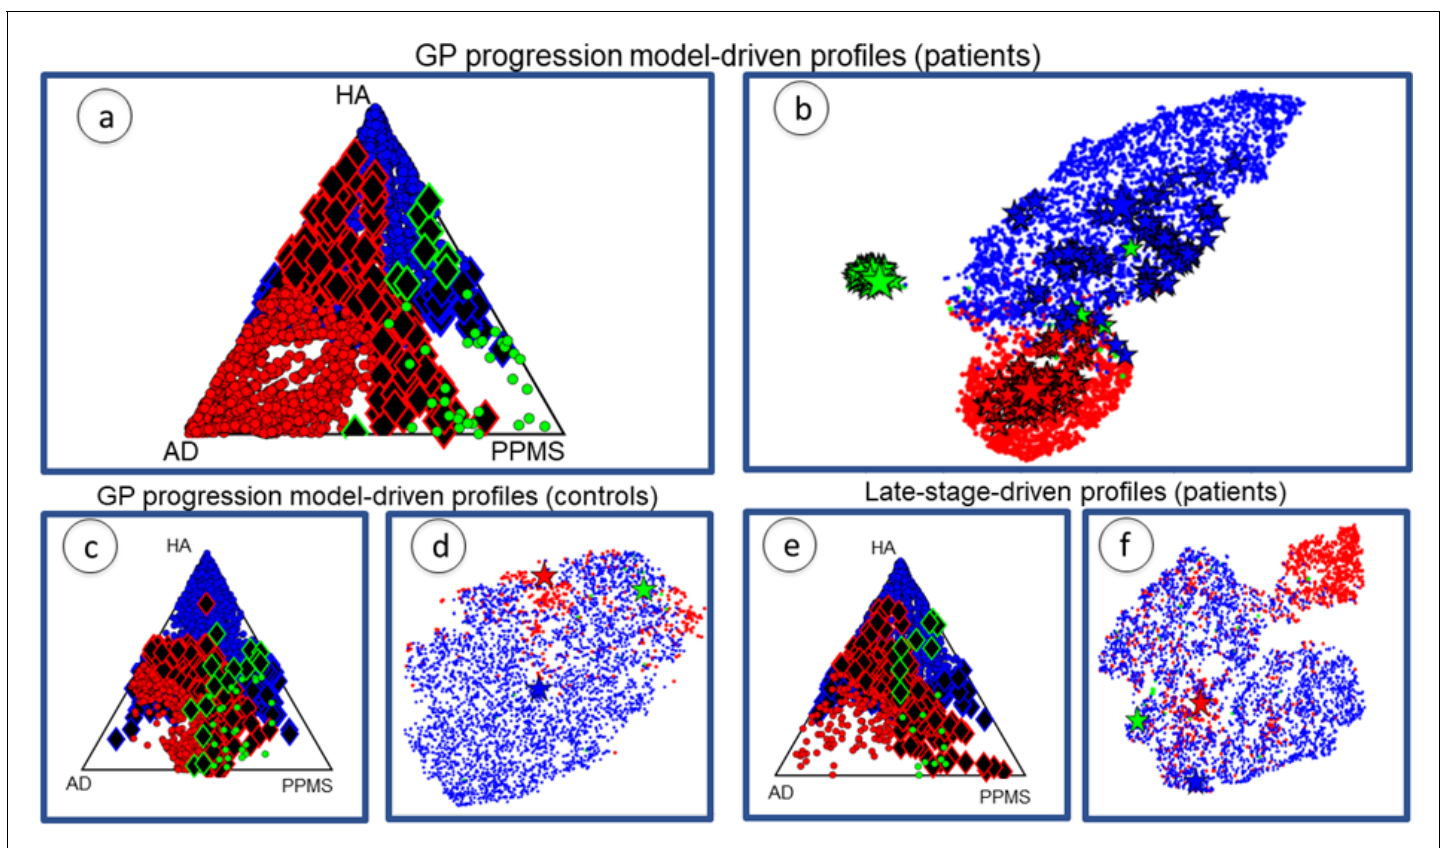 GP progression model-driven profiles (patients)
a
HA
AD
PPMS
b
GP progression model-driven profiles (controls)
c
HA
AD
PPMS
d
Late-stage-driven profiles (patients)
e
HA
AD
PPMS
f